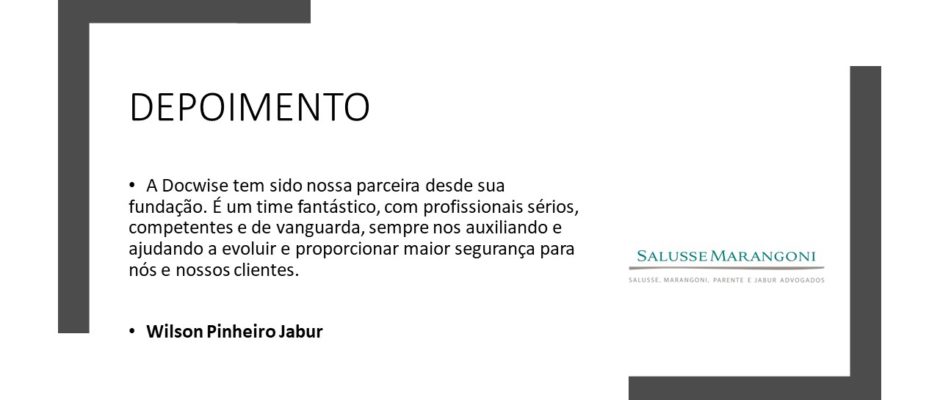 DEPOIMENTO
• A Docwise tem sido nossa parceira desde sua
fundação. É um time fantástico, com profissionais sérios,
competentes e de vanguarda, sempre nos auxiliando e
ajudando a evoluir e proporcionar maior segurança para
nós e nossos clientes.
• Wilson Pinheiro Jabur
SALUSSE MARANGONI
SALUSSE, MARANGONI, PARENTE E JABUR ADVOGADOS